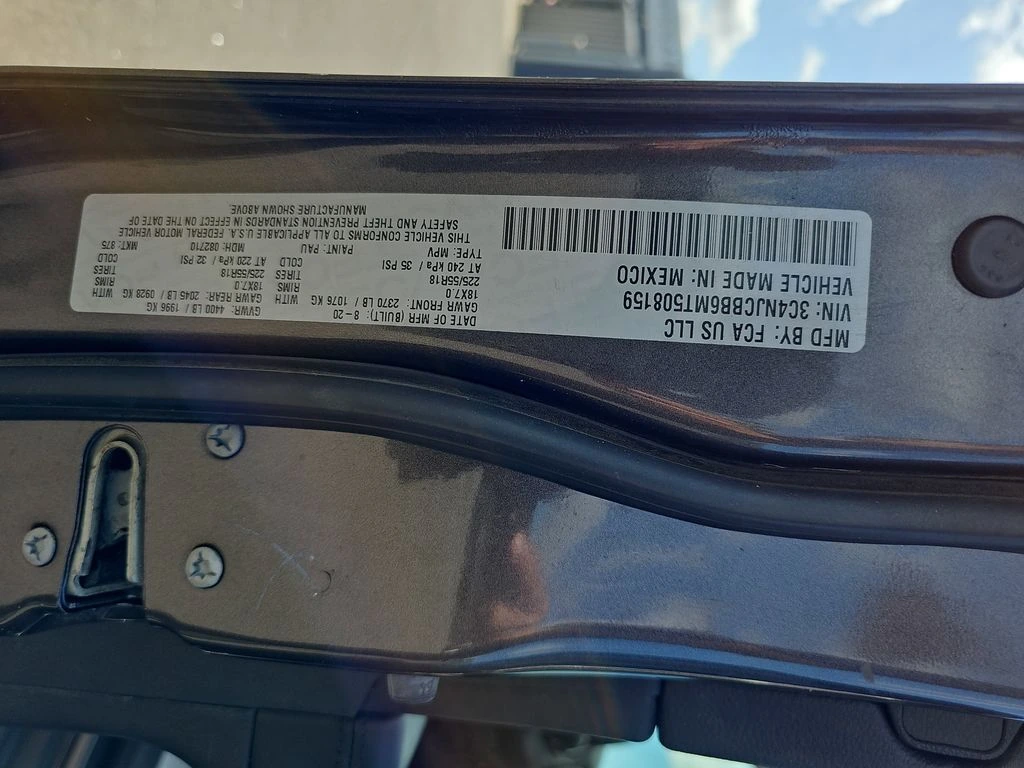 MFD BY: FCA US LLC
VIN: 3C4NJCBB6MT508159
VEHICLE MADE IN: MEXICO
DATE OF MFR (BUILT): 8-20 GVWR: 4400 LB / 1996 KG
GAWR FRONT: 2370 LB / 1076 KG WITH GAWR REAR: 2045 LB / 0928 KG WITH
18X7.0 RIMS 18X7.0 RIMS
225/55R18 TIRES 225/55R18 TIRES
AT 240 kPa / 35 PSI COLD AT 220 kPa / 32 PSI COLD
TYPE: MPV PAINT: PAU MDH: 082710 MKT: 875
THIS VEHICLE CONFORMS TO ALL APPLICABLE U.S.A. FEDERAL MOTOR VEHICLE
SAFETY AND THEFT PREVENTION STANDARDS IN EFFECT ON THE DATE OF
MANUFACTURE SHOWN ABOVE.